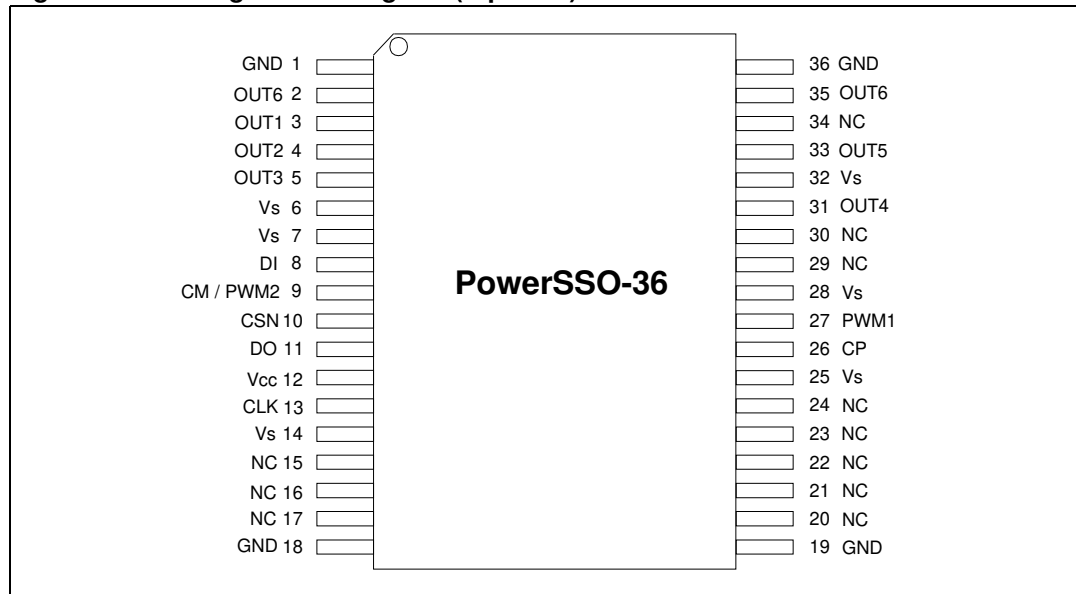 GND 1
OUT6 2
OUT1 3
OUT2 4
OUT3 5
Vs 6
Vs 7
DI 8
CM / PWM2 9
CSN 10
DO 11
Vcc 12
CLK 13
Vs 14
NC 15
NC 16
NC 17
GND 18
PowerSSO-36
36 GND
35 OUT6
34 NC
33 OUT5
32 Vs
31 OUT4
30 NC
29 NC
28 Vs
27 PWM1
26 CP
25 Vs
24 NC
23 NC
22 NC
21 NC
20 NC
19 GND